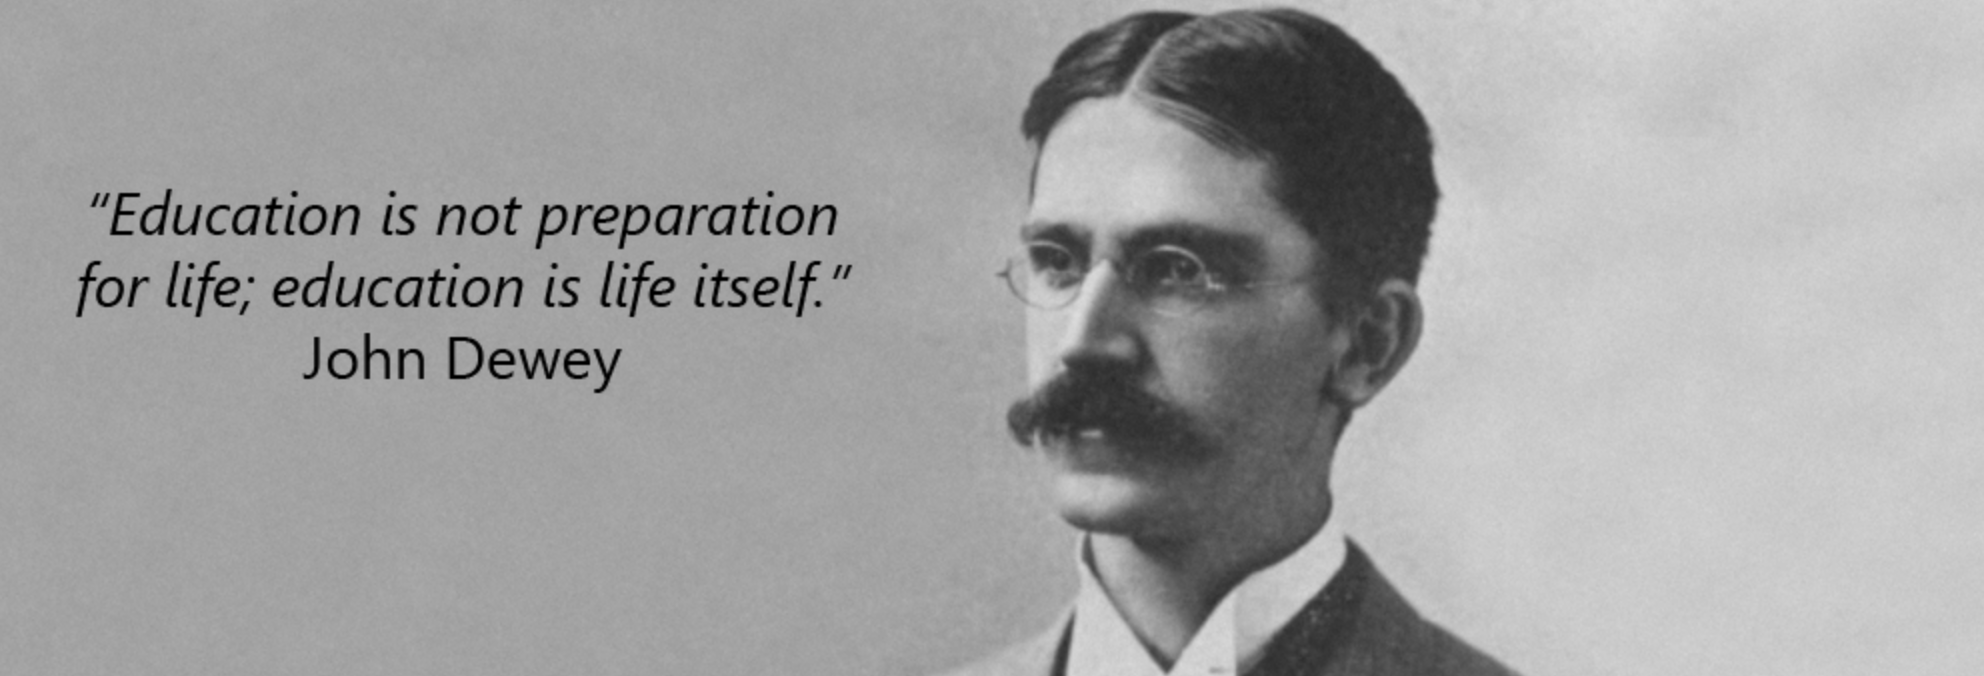 “Education is not preparation
for life; education is life itself.”
John Dewey